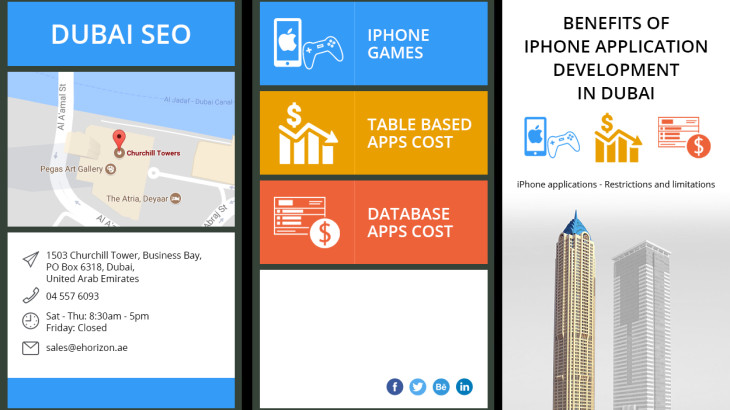 DUBAI SEO
Al A'amal St
Al Jadaf - Dubai Canal
Churchill Towers
Pegas Art Gallery
The Atria, Deyaar
Al A'a
Abraj St
1503 Churchill Tower, Business Bay,
PO Box 6318, Dubai,
United Arab Emirates
04 557 6093
Sat - Thu: 8:30am - 5pm
Friday: Closed
sales@ehorizon.ae
IPHONE
GAMES
TABLE BASED
APPS COST
DATABASE
APPS COST
f
Bē
in
BENEFITS OF
IPHONE APPLICATION
DEVELOPMENT
IN DUBAI
iPhone applications - Restrictions and limitations